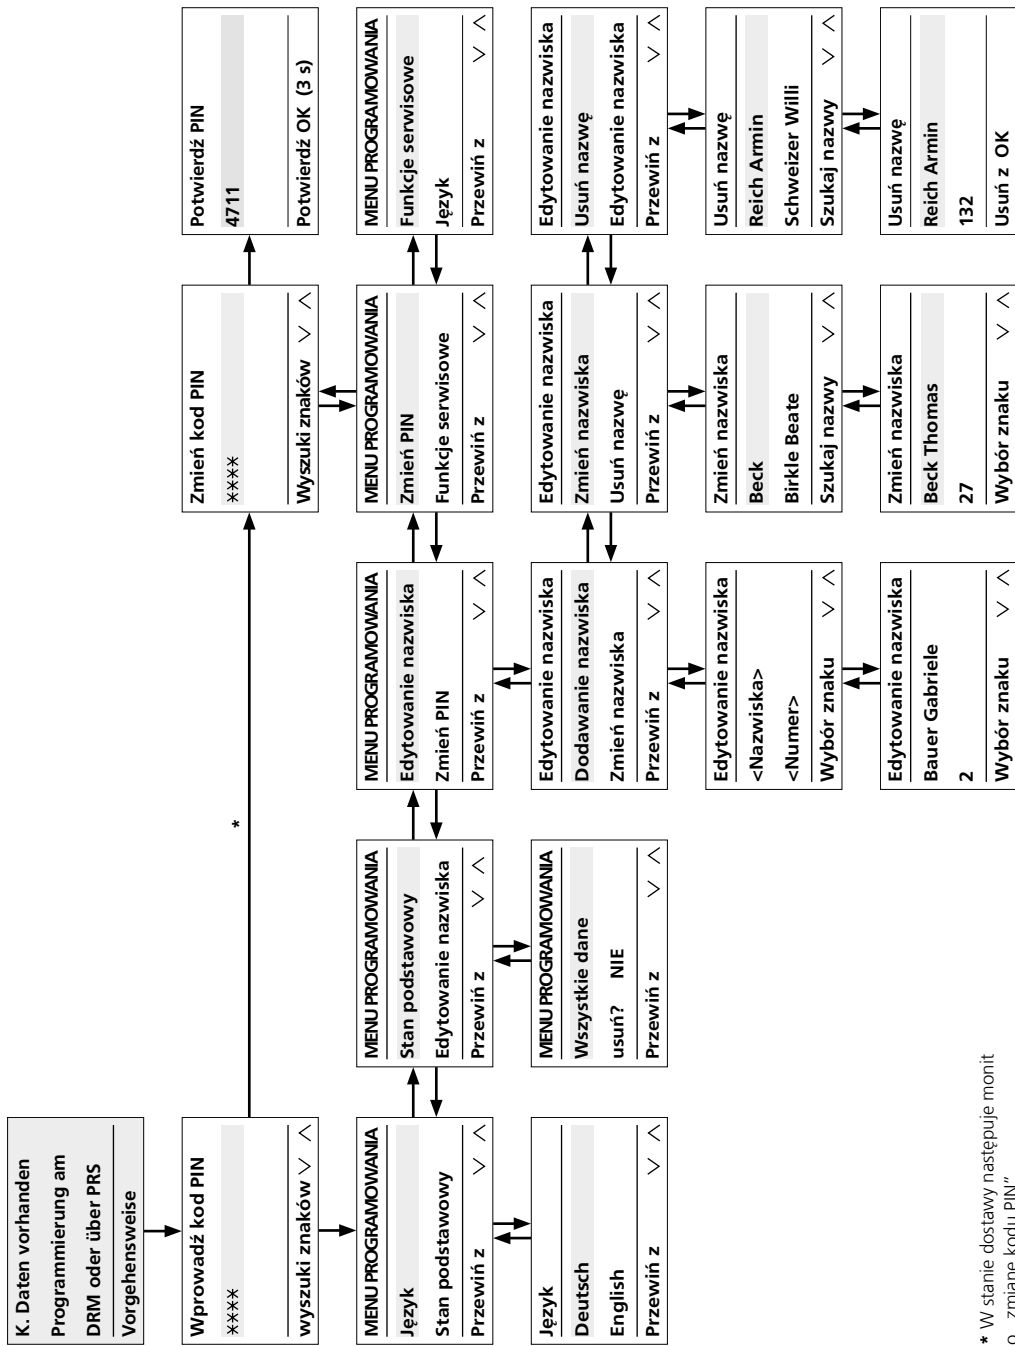 K. Daten vorhanden
Programmierung am
DRM oder über PRS
Vorgehensweise
Wprowadź kod PIN
****
wyszuki znaków
*
Zmień kod PIN
****
Wyszuki znaków
Potwierdź PIN
4711
Potwierdź OK (3 s)
MENU PROGRAMOWANIA
Język
Stan podstawowy
Przewiń z
MENU PROGRAMOWANIA
Stan podstawowy
Edytowanie nazwiska
Przewiń z
MENU PROGRAMOWANIA
Edytowanie nazwiska
Zmień PIN
Przewiń z
MENU PROGRAMOWANIA
Zmień PIN
Funkcje serwisowe
Przewiń z
MENU PROGRAMOWANIA
Funkcje serwisowe
Język
Przewiń z
Język
Deutsch
English
Przewiń z
MENU PROGRAMOWANIA
Wszystkie dane
usuń? NIE
Przewiń z
Edytowanie nazwiska
Dodawanie nazwiska
Zmień nazwiska
Przewiń z
Edytowanie nazwiska
Zmień nazwiska
Usuń nazwę
Przewiń z
Edytowanie nazwiska
Usuń nazwę
Edytowanie nazwiska
Przewiń z
Edytowanie nazwiska
<Nazwiska>
<Numer>
Wybór znaku
Zmień nazwiska
Beck
Birkle Beate
Szukaj nazwy
Usuń nazwę
Reich Armin
Schweizer Willi
Szukaj nazwy
Edytowanie nazwiska
Bauer Gabriele
2
Wybór znaku
Zmień nazwiska
Beck Thomas
27
Wybór znaku
Usuń nazwę
Reich Armin
132
Usuń z OK
* W stanie dostawy następuje monit
o „zmianę kodu PIN”